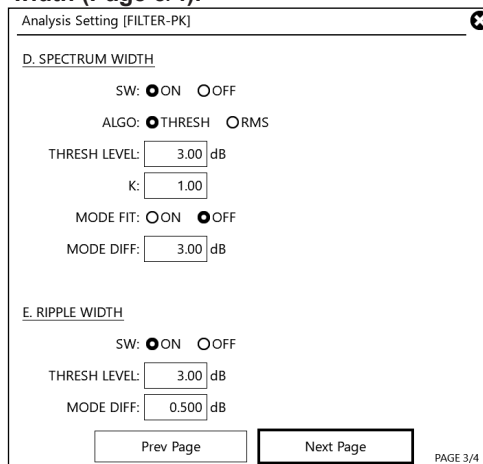 Analysis Setting [FILTER-PK]
D. SPECTRUM WIDTH
SW: ON OFF
ALGO: THRESH RMS
THRESH LEVEL: 3.00 dB
K: 1.00
MODE FIT: ON OFF
MODE DIFF: 3.00 dB
E. RIPPLE WIDTH
SW: ON OFF
THRESH LEVEL: 3.00 dB
MODE DIFF: 0.500 dB
Prev Page Next Page
PAGE 3/4